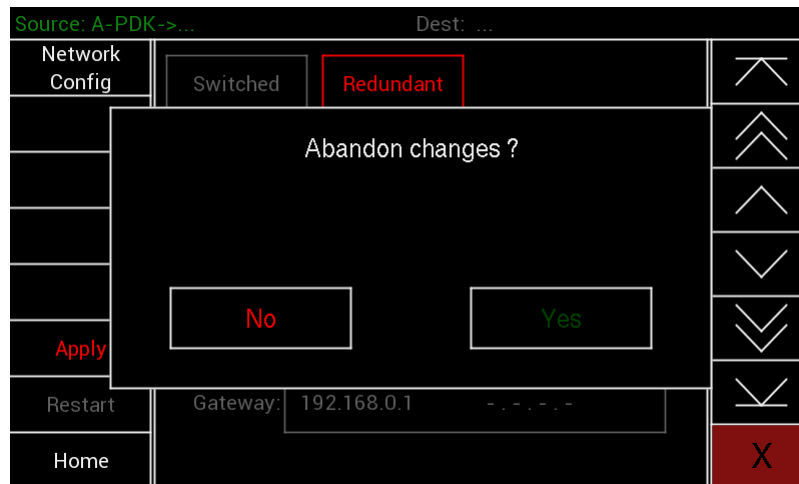 Source: A-PDK->... Dest: ...
Network
Config
Switched Redundant
Abandon changes ?
No Yes
Apply
Restart Gateway: 192.168.0.1 - . - . - . -
Home X